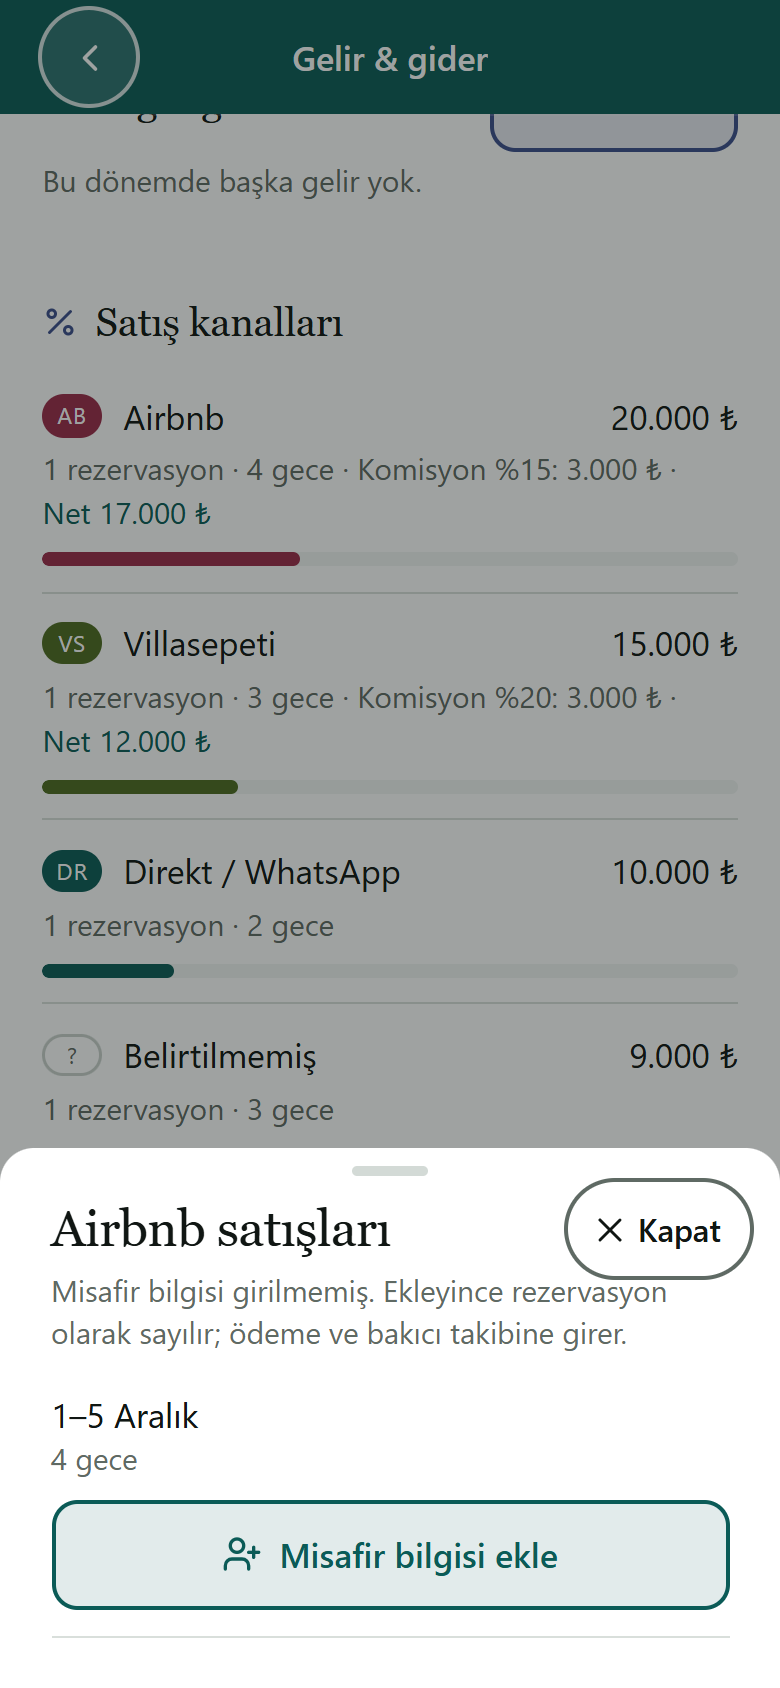 Gelir & gider
Bu dönemde başka gelir yok.
% Satış kanalları
AB Airbnb 20.000 ₺
1 rezervasyon · 4 gece · Komisyon %15: 3.000 ₺ ·
Net 17.000 ₺
VS Villasepeti 15.000 ₺
1 rezervasyon · 3 gece · Komisyon %20: 3.000 ₺ ·
Net 12.000 ₺
DR Direkt / WhatsApp 10.000 ₺
1 rezervasyon · 2 gece
? Belirtilmemiş 9.000 ₺
1 rezervasyon · 3 gece
Airbnb satışları
Kapat
Misafir bilgisi girilmemiş. Ekleyince rezervasyon
olarak sayılır; ödeme ve bakıcı takibine girer.
1–5 Aralık
4 gece
Misafir bilgisi ekle